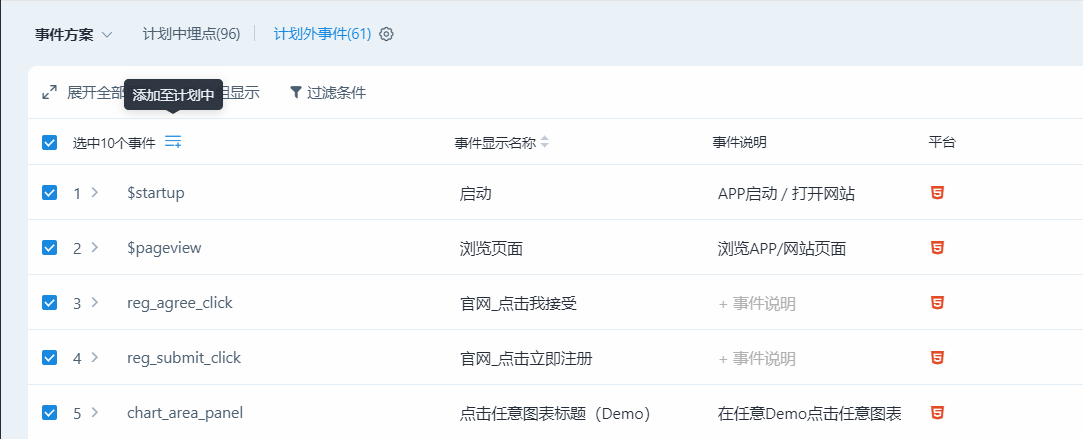 事件方案 计划中埋点(96) 计划外事件(61)
添加至计划中
展开全部 组显示 过滤条件
选中10个事件 事件显示名称 事件说明 平台
1 $startup 启动 APP启动 / 打开网站
2 $pageview 浏览页面 浏览APP/网站页面
3 reg_agree_click 官网_点击我接受 + 事件说明
4 reg_submit_click 官网_点击立即注册 + 事件说明
5 chart_area_panel 点击任意图表标题（Demo） 在任意Demo点击任意图表